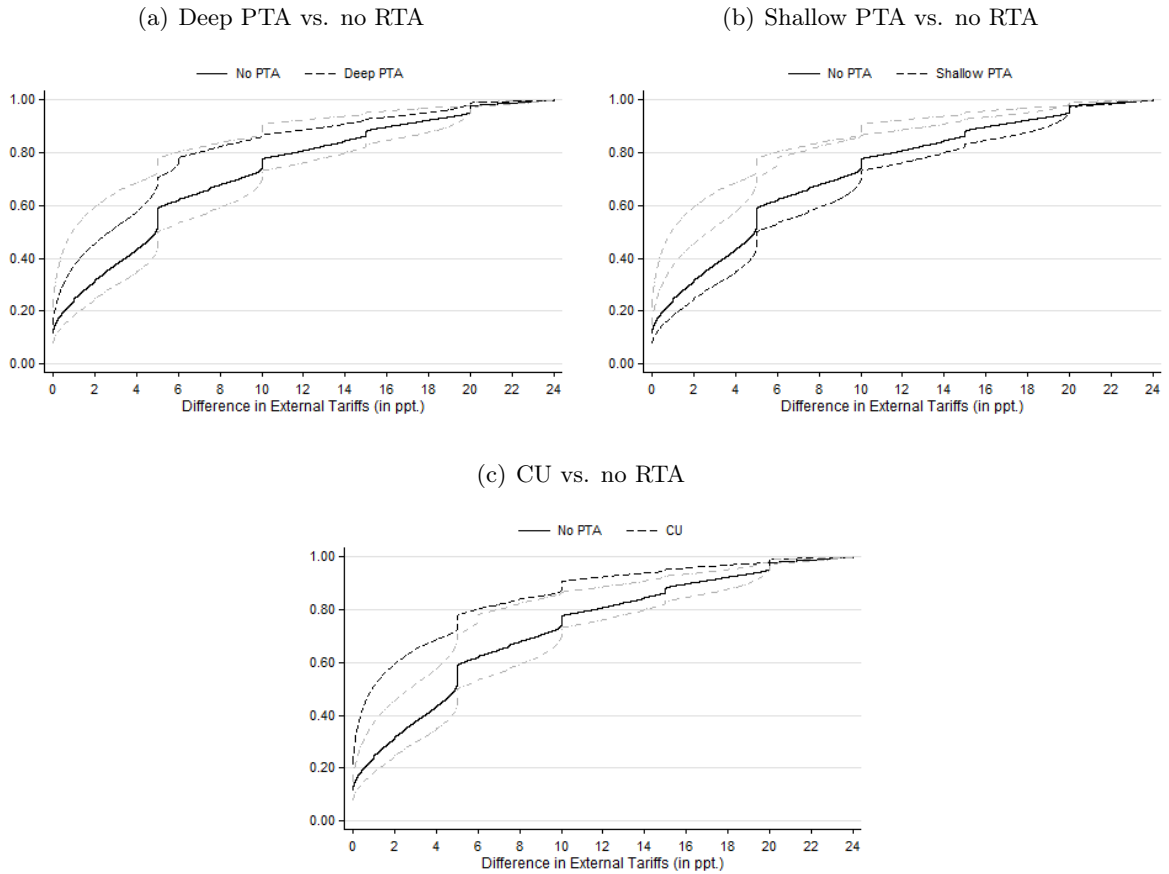 (a) Deep PTA vs. no RTA
No PTA Deep PTA
1.00
0.80
0.60
0.40
0.20
0.00
0 2 4 6 8 10 12 14 16 18 20 22 24
Difference in External Tariffs (in ppt.)
(b) Shallow PTA vs. no RTA
No PTA Shallow PTA
1.00
0.80
0.60
0.40
0.20
0.00
0 2 4 6 8 10 12 14 16 18 20 22 24
Difference in External Tariffs (in ppt.)
(c) CU vs. no RTA
No PTA CU
1.00
0.80
0.60
0.40
0.20
0.00
0 2 4 6 8 10 12 14 16 18 20 22 24
Difference in External Tariffs (in ppt.)